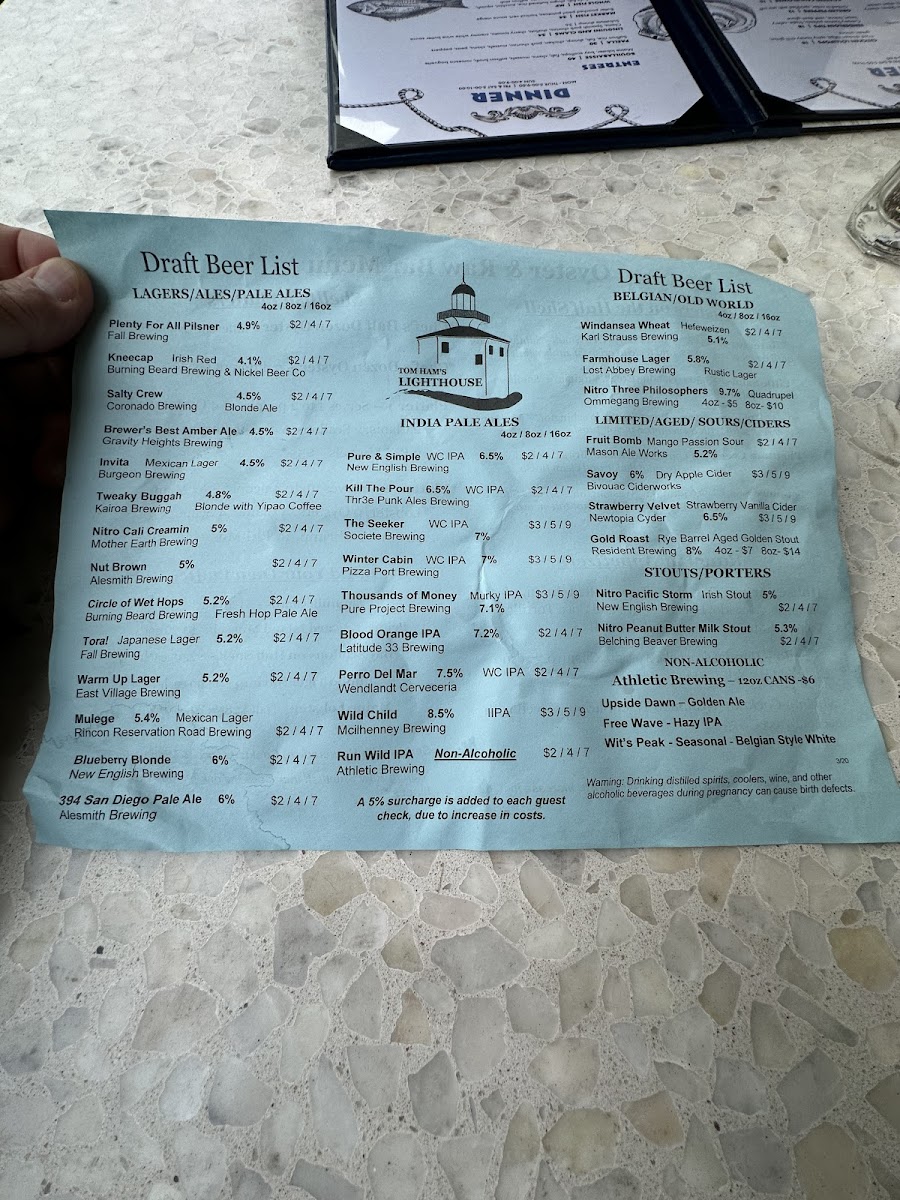 DINNER
ENTREES
Draft Beer List
LAGERS/ALES/PALE ALES
4oz / 8oz / 16oz
Plenty For All Pilsner 4.9% $2 / 4 / 7
Fall Brewing
Kneecap Irish Red 4.1% $2 / 4 / 7
Burning Beard Brewing & Nickel Beer Co
Salty Crew 4.5% $2 / 4 / 7
Coronado Brewing Blonde Ale
Brewer's Best Amber Ale 4.5% $2 / 4 / 7
Gravity Heights Brewing
Invita Mexican Lager 4.5% $2 / 4 / 7
Burgeon Brewing
Tweaky Buggah 4.8% $2 / 4 / 7
Kairoa Brewing Blonde with Yipao Coffee
Nitro Cali Creamin 5% $2 / 4 / 7
Mother Earth Brewing
Nut Brown 5% $2 / 4 / 7
Alesmith Brewing
Circle of Wet Hops 5.2% $2 / 4 / 7
Burning Beard Brewing Fresh Hop Pale Ale
Tora! Japanese Lager 5.2% $2 / 4 / 7
Fall Brewing
Warm Up Lager 5.2% $2 / 4 / 7
East Village Brewing
Mulege 5.4% Mexican Lager
Rincon Reservation Road Brewing $2 / 4 / 7
Blueberry Blonde 6% $2 / 4 / 7
New English Brewing
394 San Diego Pale Ale 6% $2 / 4 / 7
Alesmith Brewing
TOM HAM'S
LIGHTHOUSE
INDIA PALE ALES
4oz / 8oz / 16oz
Pure & Simple WC IPA 6.5% $2 / 4 / 7
New English Brewing
Kill The Pour 6.5% WC IPA $2 / 4 / 7
Thr3e Punk Ales Brewing
The Seeker WC IPA $3 / 5 / 9
Societe Brewing 7%
Winter Cabin WC IPA 7% $3 / 5 / 9
Pizza Port Brewing
Thousands of Money Murky IPA $3 / 5 / 9
Pure Project Brewing 7.1%
Blood Orange IPA 7.2% $2 / 4 / 7
Latitude 33 Brewing
Perro Del Mar 7.5% WC IPA $2 / 4 / 7
Wendlandt Cerveceria
Wild Child 8.5% IIPA $3 / 5 / 9
Mcilhenney Brewing
Run Wild IPA Non-Alcoholic $2 / 4 / 7
Athletic Brewing
A 5% surcharge is added to each guest
check, due to increase in costs.
Draft Beer List
BELGIAN/OLD WORLD
4oz / 8oz / 16oz
Windansea Wheat Hefeweizen $2 / 4 / 7
Karl Strauss Brewing 5.1%
Farmhouse Lager 5.8% $2 / 4 / 7
Lost Abbey Brewing Rustic Lager
Nitro Three Philosophers 9.7% Quadrupel
Ommegang Brewing 4oz - $5 8oz- $10
LIMITED/AGED/ SOURS/CIDERS
Fruit Bomb Mango Passion Sour $2 / 4 / 7
Mason Ale Works 5.2%
Savoy 6% Dry Apple Cider $3 / 5 / 9
Bivouac Ciderworks
Strawberry Velvet Strawberry Vanilla Cider
Newtopia Cyder 6.5% $3 / 5 / 9
Gold Roast Rye Barrel Aged Golden Stout
Resident Brewing 8% 4oz - $7 8oz- $14
STOUTS/PORTERS
Nitro Pacific Storm Irish Stout 5%
New English Brewing $2 / 4 / 7
Nitro Peanut Butter Milk Stout 5.3%
Belching Beaver Brewing $2 / 4 / 7
NON-ALCOHOLIC
Athletic Brewing – 12oz CANS -$6
Upside Dawn – Golden Ale
Free Wave - Hazy IPA
Wit's Peak - Seasonal - Belgian Style White
3/20
Warning: Drinking distilled spirits, coolers, wine, and other
alcoholic beverages during pregnancy can cause birth defects.